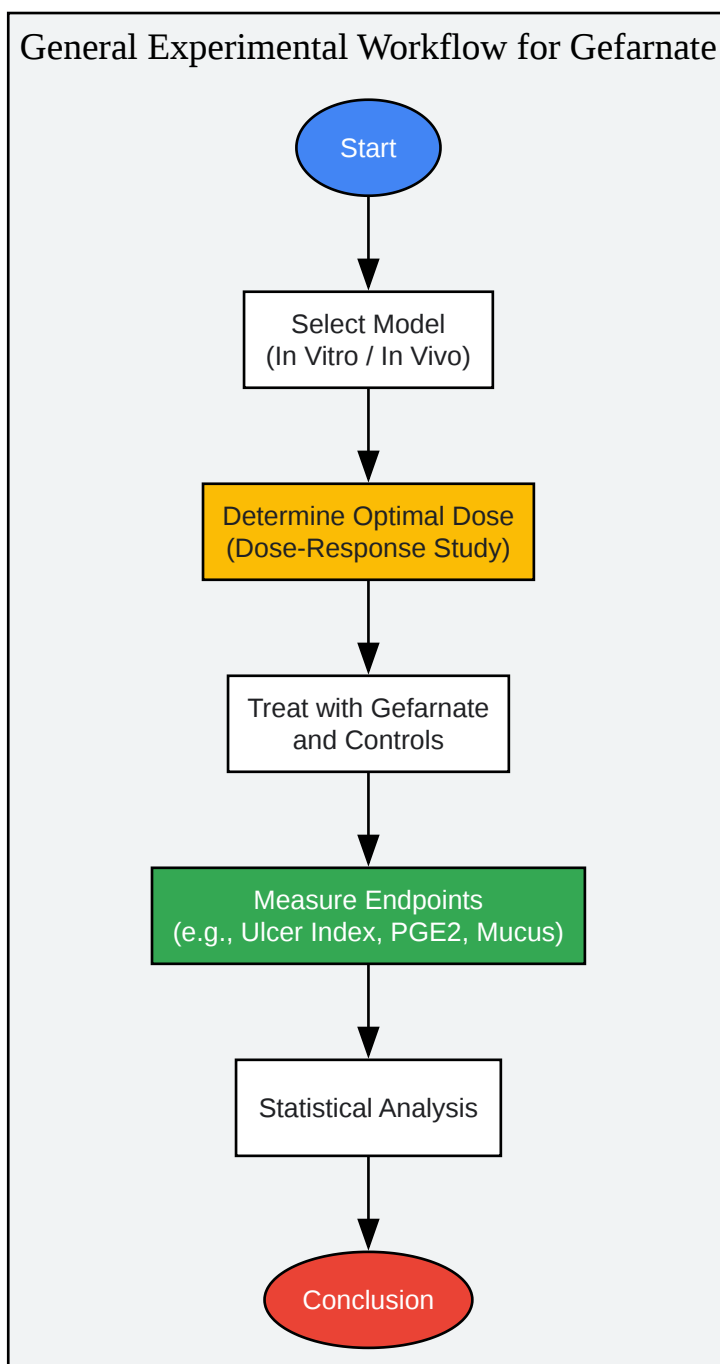 General Experimental Workflow for Gefarnate
Start
Select Model
(In Vitro / In Vivo)
Determine Optimal Dose
(Dose-Response Study)
Treat with Gefarnate
and Controls
Measure Endpoints
(e.g., Ulcer Index, PGE2, Mucus)
Statistical Analysis
Conclusion